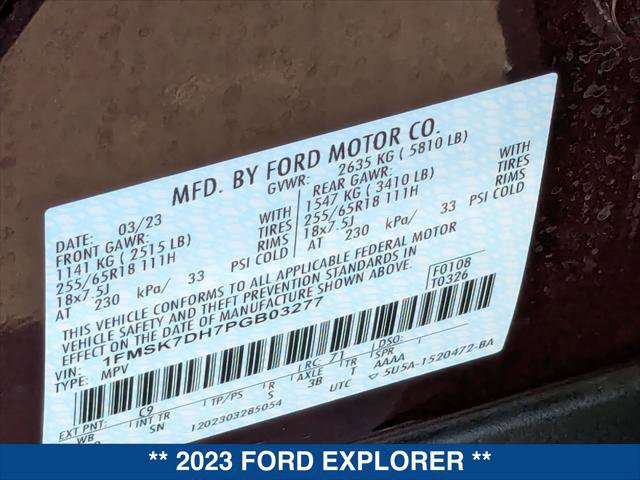 MFD. BY FORD MOTOR CO.
DATE: 03/23 GVWR: 2635 KG ( 5810 LB)
FRONT GAWR: WITH REAR GAWR: WITH
1141 KG ( 2515 LB) TIRES 1547 KG ( 3410 LB) TIRES
255/65R18 111H RIMS 255/65R18 111H RIMS
18x7.5J 18x7.5J
AT 230 kPa/ 33 PSI COLD AT 230 kPa/ 33 PSI COLD
THIS VEHICLE CONFORMS TO ALL APPLICABLE FEDERAL MOTOR
VEHICLE SAFETY AND THEFT PREVENTION STANDARDS IN
EFFECT ON THE DATE OF MANUFACTURE SHOWN ABOVE.
F0108
T0326
VIN: 1FMSK7DH7PGB03277
TYPE: MPV
RC: 71 DSO:
EXT PNT: C9
WB INT TR TP/PS R AXLE TR SPR
SN S 3B T AAAA
1202303285054 UTC 5U5A-1520472-BA
** 2023 FORD EXPLORER **